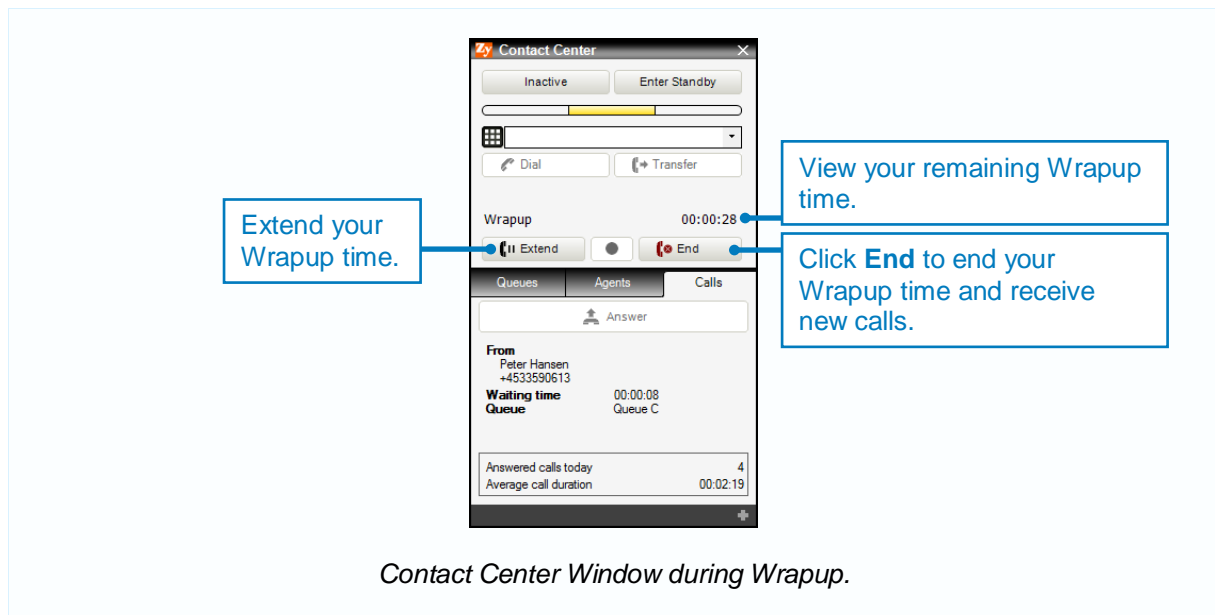 Zy Contact Center
Inactive Enter Standby
Dial Transfer
Wrapup 00:00:28
Extend End
Queues Agents Calls
Answer
From
Peter Hansen
+4533590613
Waiting time 00:00:08
Queue Queue C
Answered calls today 4
Average call duration 00:02:19
Extend your
Wrapup time.
View your remaining Wrapup
time.
Click End to end your
Wrapup time and receive
new calls.
Contact Center Window during Wrapup.